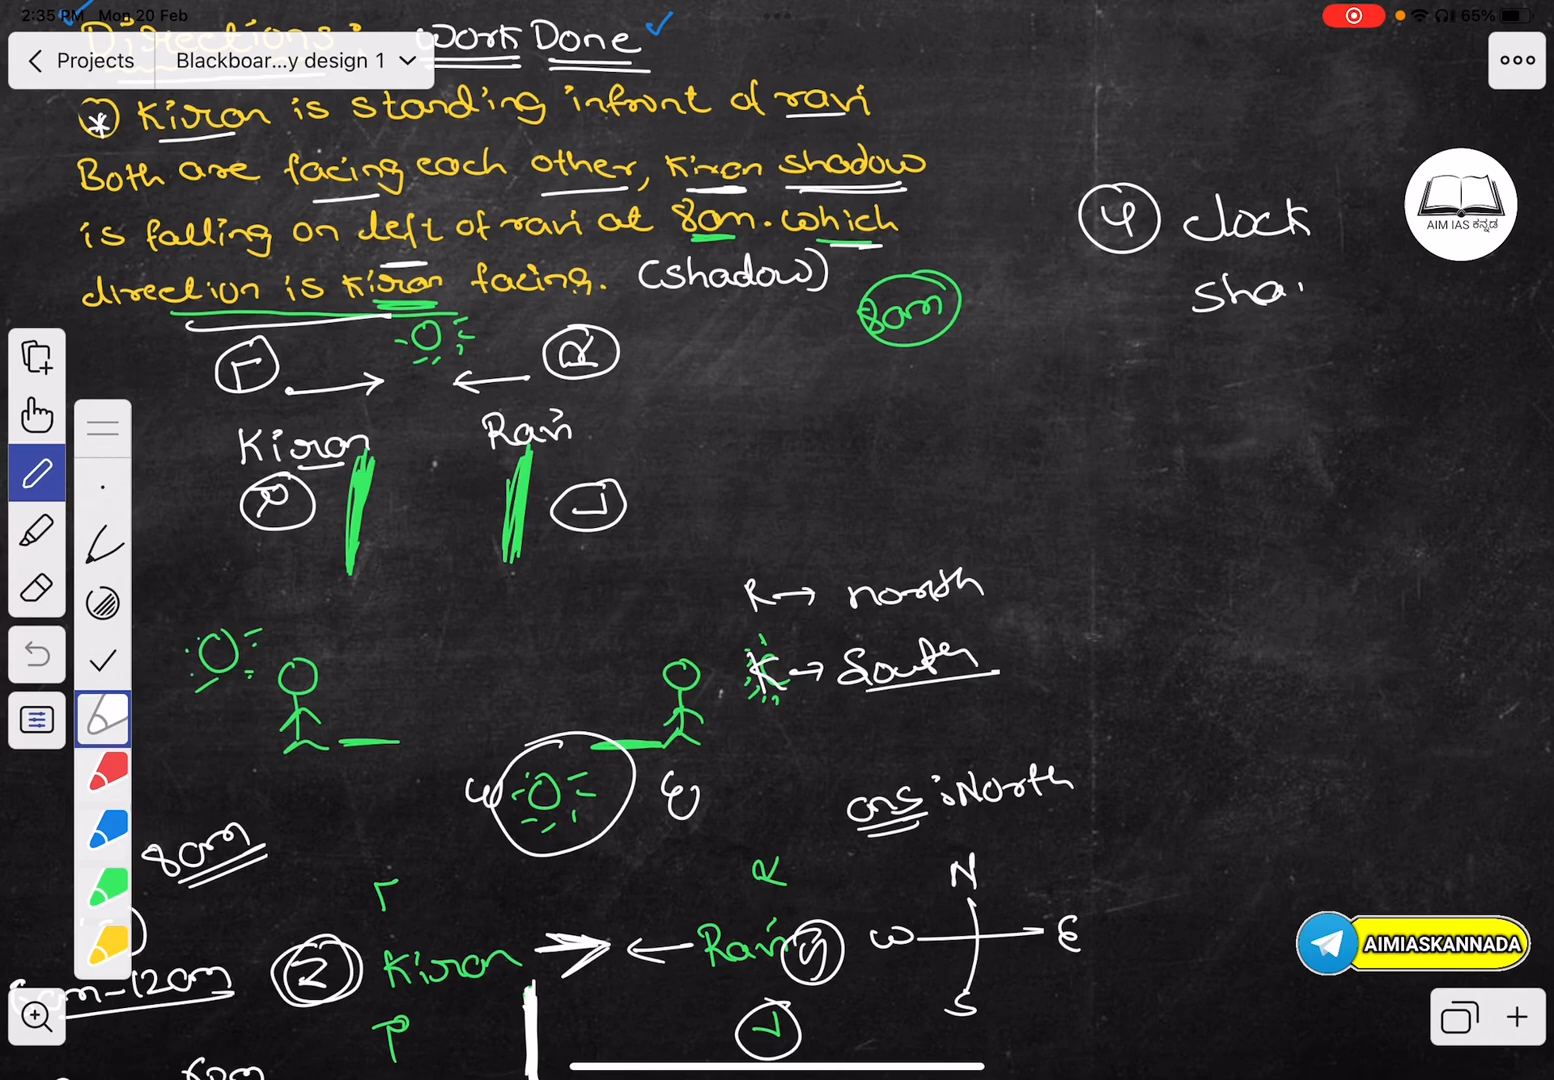 2:35 PM Mon 20 Feb
65%
Directions; Work Done
Projects
Blackboar...y design 1
* Kiran is standing infront of ravi
Both are facing each other, Kiran shadow
is falling on left of ravi at 8am. which
direction is Kiran facing. (shadow)
8am
4 clock
sha
AIM IAS ಕನ್ನಡ
L R
Kiran Ravi
R L
R → north
K → South
W E
ans: North
8am
L R
2 Kiran Ravi
R L
N
W E
S
6am-12am
AIMIASKANNADA